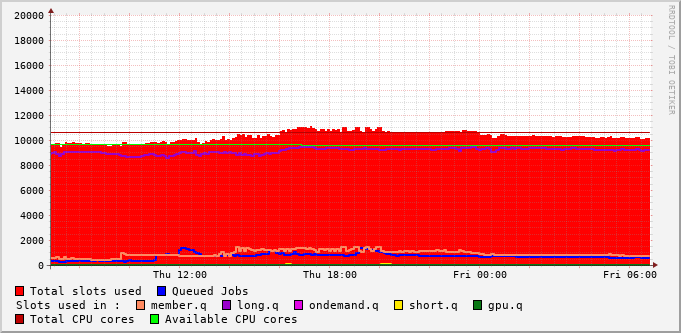 20000
18000
16000
14000
12000
10000
8000
6000
4000
2000
0
Thu 12:00 Thu 18:00 Fri 00:00 Fri 06:00
RRDTOOL / TOBI OETIKER
Total slots used Queued Jobs
Slots used in : member.q long.q ondemand.q short.q gpu.q
Total CPU cores Available CPU cores